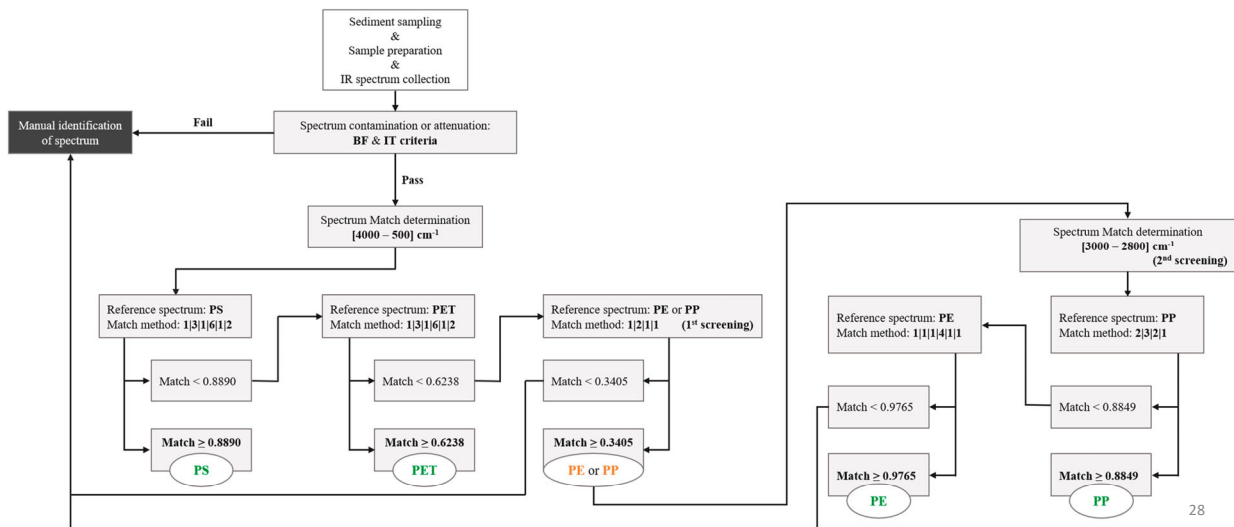 Sediment sampling
&
Sample preparation
&
IR spectrum collection
Manual identification
of spectrum
Fail
Spectrum contamination or attenuation:
BF & IT criteria
Pass
Spectrum Match determination
[4000 – 500] cm⁻¹
Spectrum Match determination
[3000 – 2800] cm⁻¹
(2nd screening)
Reference spectrum: PS
Match method: 1|3|1|6|1|2
Reference spectrum: PET
Match method: 1|3|1|6|1|2
Reference spectrum: PE or PP
Match method: 1|2|1|1 (1st screening)
Reference spectrum: PE
Match method: 1|1|1|4|1|1
Reference spectrum: PP
Match method: 2|3|2|1
Match < 0.8890
Match < 0.6238
Match < 0.3405
Match < 0.9765
Match < 0.8849
Match ≥ 0.8890
PS
Match ≥ 0.6238
PET
Match ≥ 0.3405
PE or PP
Match ≥ 0.9765
PE
Match ≥ 0.8849
PP
28